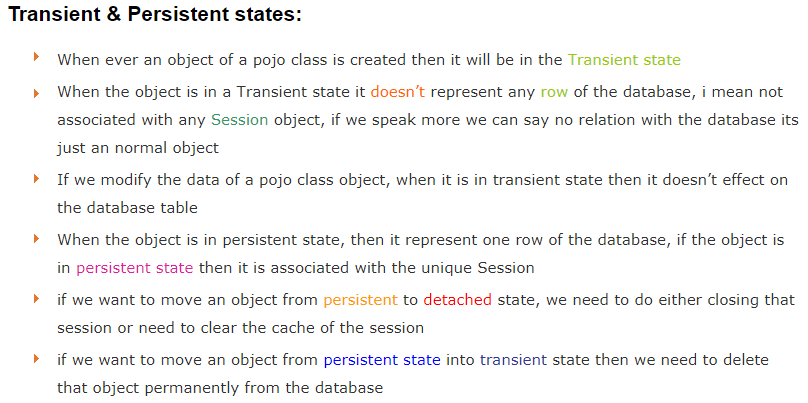 Transient & Persistent states:
When ever an object of a pojo class is created then it will be in the Transient state
When the object is in a Transient state it doesn’t represent any row of the database, i mean not
associated with any Session object, if we speak more we can say no relation with the database its
just an normal object
If we modify the data of a pojo class object, when it is in transient state then it doesn’t effect on
the database table
When the object is in persistent state, then it represent one row of the database, if the object is
in persistent state then it is associated with the unique Session
if we want to move an object from persistent to detached state, we need to do either closing that
session or need to clear the cache of the session
if we want to move an object from persistent state into transient state then we need to delete
that object permanently from the database